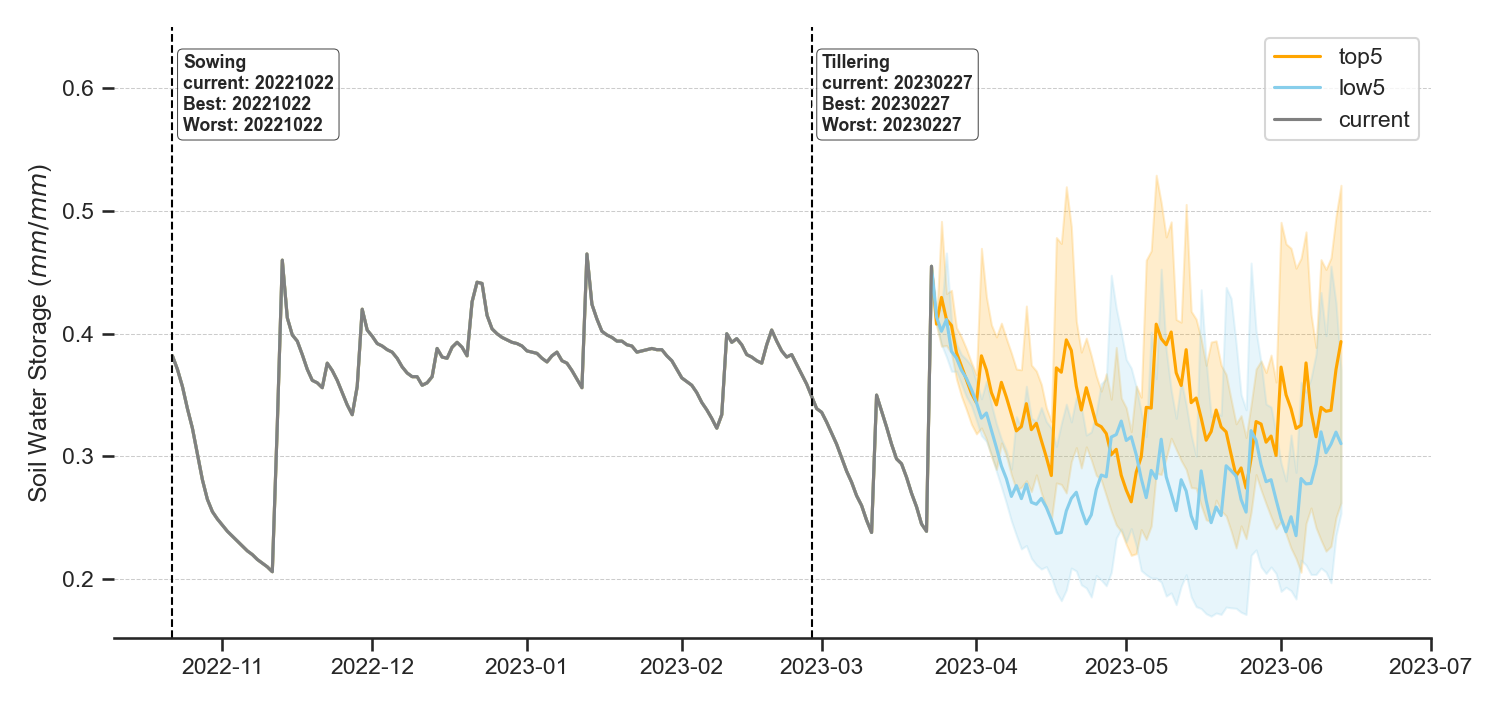 Sowing
current: 20221022
Best: 20221022
Worst: 20221022
Tillering
current: 20230227
Best: 20230227
Worst: 20230227
top5
low5
current
Soil Water Storage (mm/mm)
0.6
0.5
0.4
0.3
0.2
2022-11
2022-12
2023-01
2023-02
2023-03
2023-04
2023-05
2023-06
2023-07